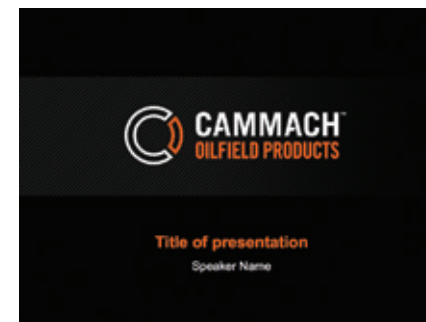 CAMMACH™
OILFIELD PRODUCTS
Title of presentation
Speaker Name